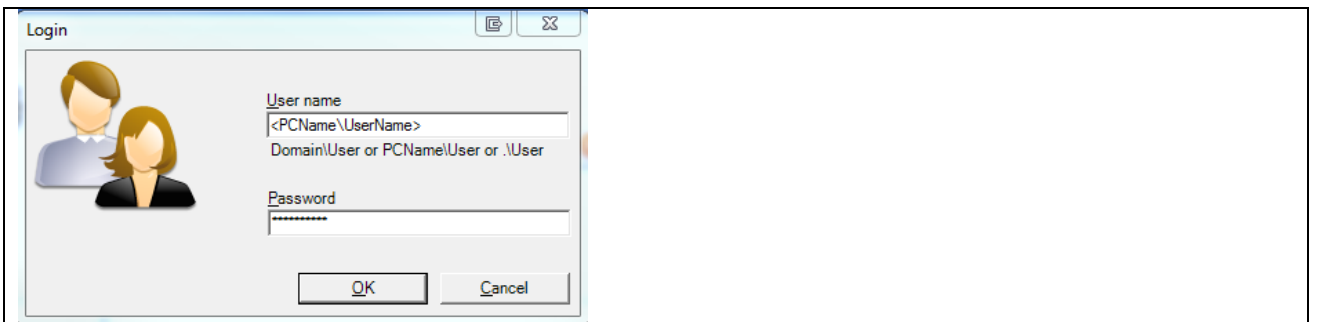 Login
User name
<PCName\UserName>
Domain\User or PCName\User or .\User
Password
**********
OK Cancel